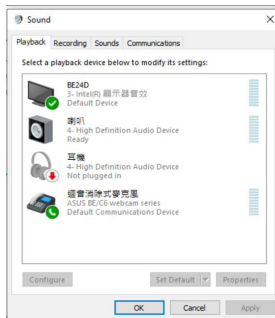 Sound
Playback Recording Sounds Communications
Select a playback device below to modify its settings:
BE24D
3- Intel(R) 顯示器音效
Default Device
喇叭
4- High Definition Audio Device
Ready
耳機
4- High Definition Audio Device
Not plugged in
迴音消除式麥克風
ASUS BE/C6 webcam series
Default Communications Device
Configure Set Default Properties
OK Cancel Apply